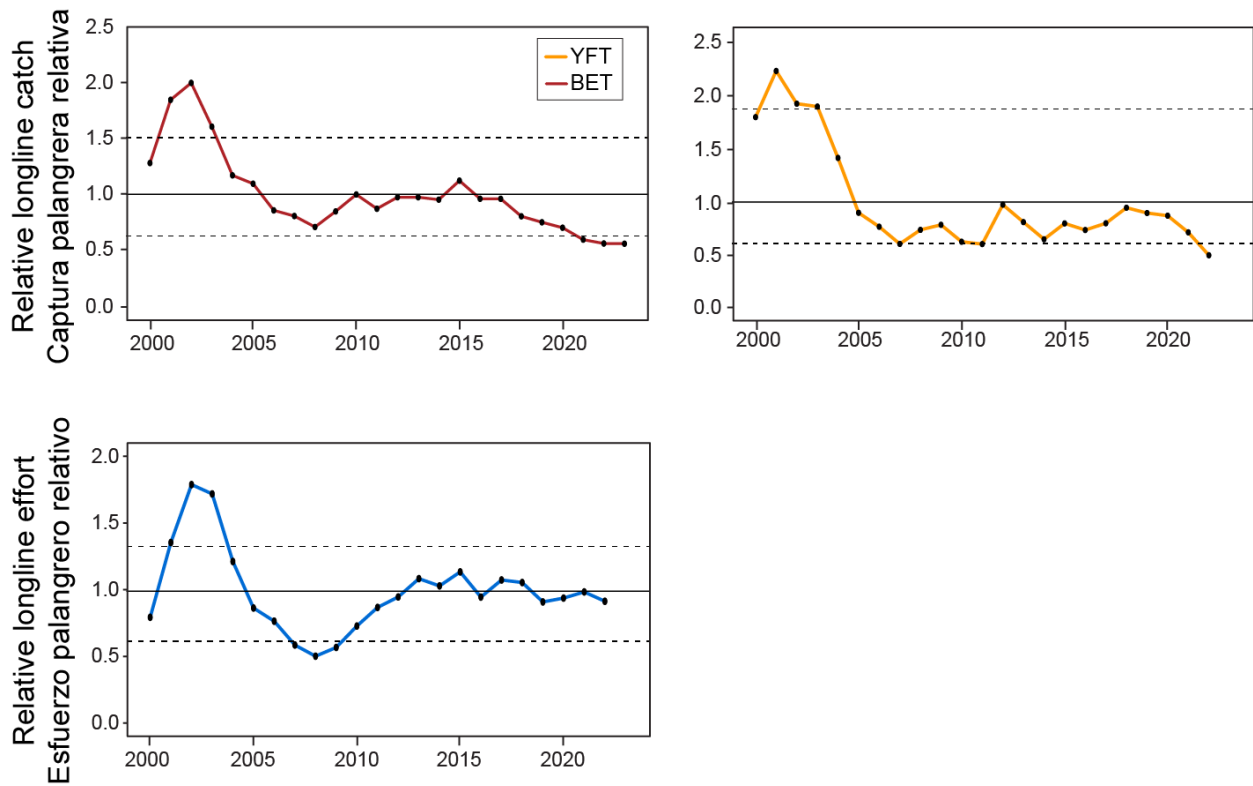 Relative longline catch
Captura palangrera relativa
2.5
2.0
1.5
1.0
0.5
0.0
YFT
BET
2000 2005 2010 2015 2020
2.5
2.0
1.5
1.0
0.5
0.0
2000 2005 2010 2015 2020
Relative longline effort
Esfuerzo palangrero relativo
2.0
1.5
1.0
0.5
0.0
2000 2005 2010 2015 2020